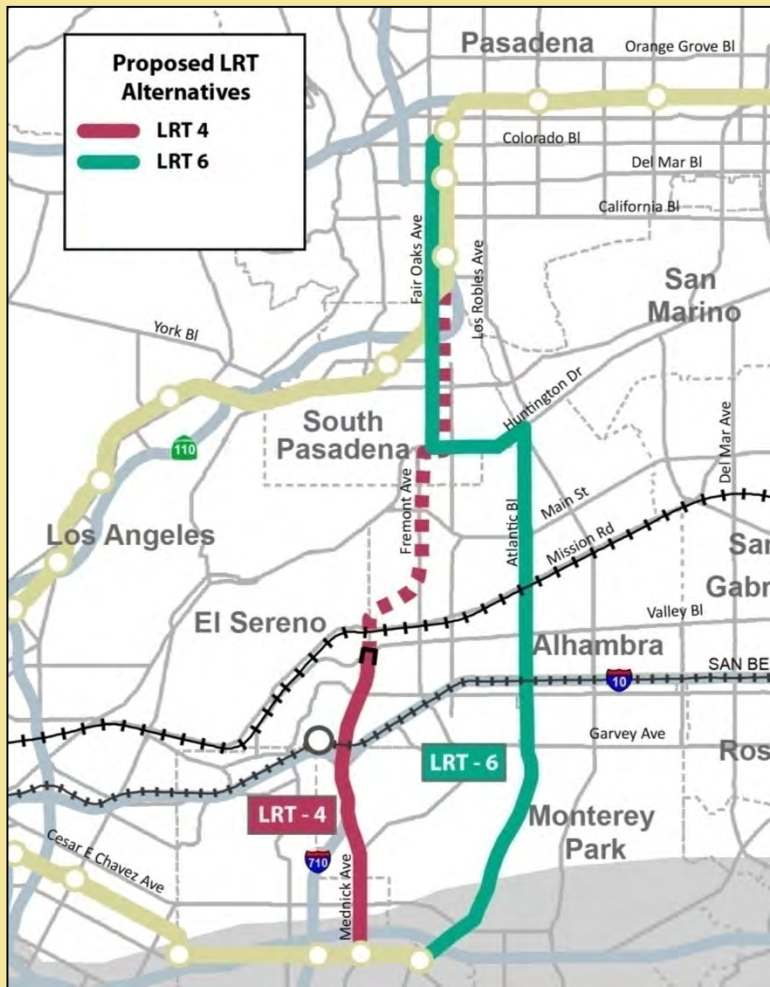 Proposed LRT
Alternatives
LRT 4
LRT 6
Pasadena
Orange Grove Bl
Colorado Bl
Del Mar Bl
California Bl
Fair Oaks Ave
Los Robles Ave
San
Marino
York Bl
Huntington Dr
South
Pasadena
110
Fremont Ave
Del Mar Ave
Main St
Atlantic Bl
Mission Rd
Los Angeles
San
Gabr
El Sereno
Valley Bl
Alhambra
SAN BE
10
Garvey Ave
Ros
LRT - 6
LRT - 4
Monterey
Park
Cesar E Chavez Ave
710
Mednick Ave